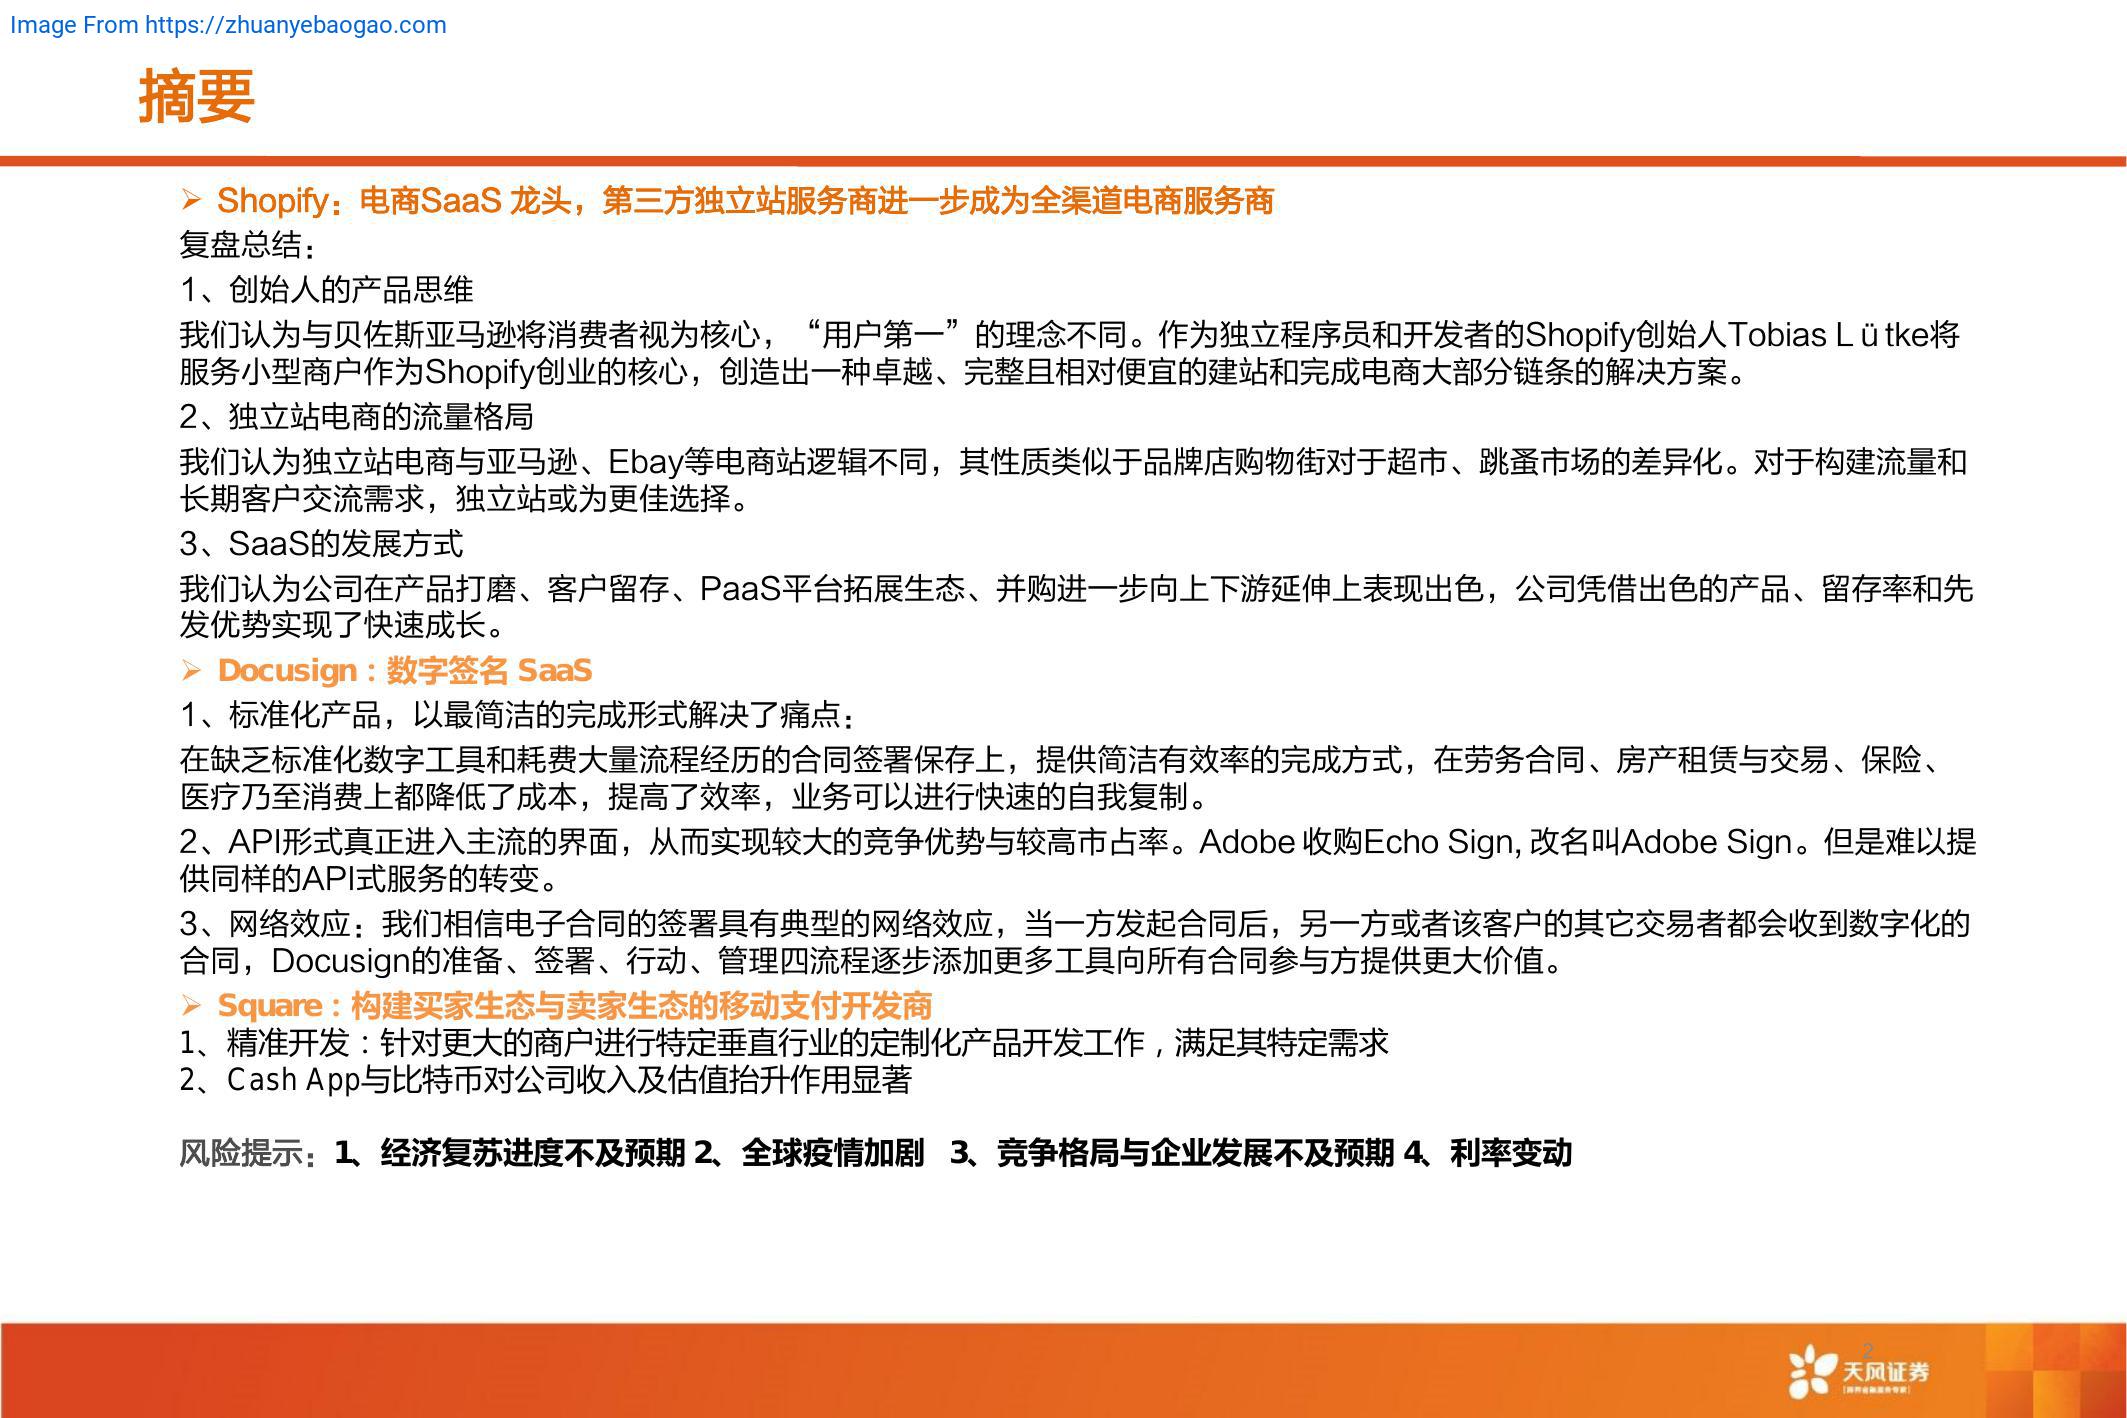 Image From https://zhuanyebaogao.com
摘要
➢ Shopify：电商SaaS 龙头，第三方独立站服务商进一步成为全渠道电商服务商
复盘总结：
1、创始人的产品思维
我们认为与贝佐斯亚马逊将消费者视为核心，“用户第一”的理念不同。作为独立程序员和开发者的Shopify创始人Tobias L ü tke将
服务小型商户作为Shopify创业的核心，创造出一种卓越、完整且相对便宜的建站和完成电商大部分链条的解决方案。
2、独立站电商的流量格局
我们认为独立站电商与亚马逊、Ebay等电商站逻辑不同，其性质类似于品牌店购物街对于超市、跳蚤市场的差异化。对于构建流量和
长期客户交流需求，独立站或为更佳选择。
3、SaaS的发展方式
我们认为公司在产品打磨、客户留存、PaaS平台拓展生态、并购进一步向上下游延伸上表现出色，公司凭借出色的产品、留存率和先
发优势实现了快速成长。
➢ Docusign：数字签名 SaaS
1、标准化产品，以最简洁的完成形式解决了痛点：
在缺乏标准化数字工具和耗费大量流程经历的合同签署保存上，提供简洁有效率的完成方式，在劳务合同、房产租赁与交易、保险、
医疗乃至消费上都降低了成本，提高了效率，业务可以进行快速的自我复制。
2、API形式真正进入主流的界面，从而实现较大的竞争优势与较高市占率。Adobe 收购Echo Sign, 改名叫Adobe Sign。但是难以提
供同样的API式服务的转变。
3、网络效应：我们相信电子合同的签署具有典型的网络效应，当一方发起合同后，另一方或者该客户的其它交易者都会收到数字化的
合同，Docusign的准备、签署、行动、管理四流程逐步添加更多工具向所有合同参与方提供更大价值。
➢ Square：构建买家生态与卖家生态的移动支付开发商
1、精准开发：针对更大的商户进行特定垂直行业的定制化产品开发工作，满足其特定需求
2、Cash App与比特币对公司收入及估值抬升作用显著
风险提示：1、经济复苏进度不及预期 2、全球疫情加剧 3、竞争格局与企业发展不及预期 4、利率变动
2
天风证券